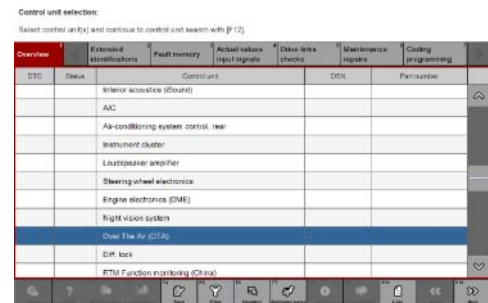 Control unit selection:
Select control unit(s) and continue to control unit search with [F12].
Overview
Extended identifications
Fault memory
Actual values input signals
Drive links checks
Maintenance repairs
Coding programming
DTC Status Control unit DSN Part number
Interior acoustics (iSound)
A/C
Air-conditioning system control, rear
Instrument cluster
Loudspeaker amplifier
Steering wheel electronics
Engine electronics (DME)
Night vision system
Over The Air (OTA)
Diff. lock
RTM Function monitoring (China)